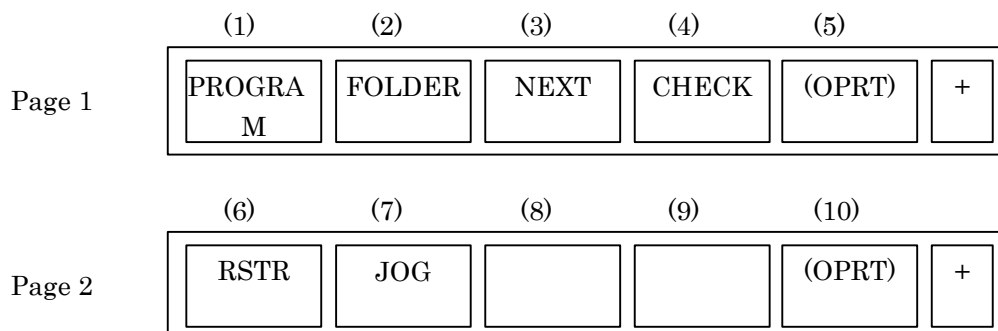 (1) (2) (3) (4) (5)
Page 1
PROGRA
M
FOLDER
NEXT
CHECK
(OPRT)
+
(6) (7) (8) (9) (10)
Page 2
RSTR
JOG
(OPRT)
+